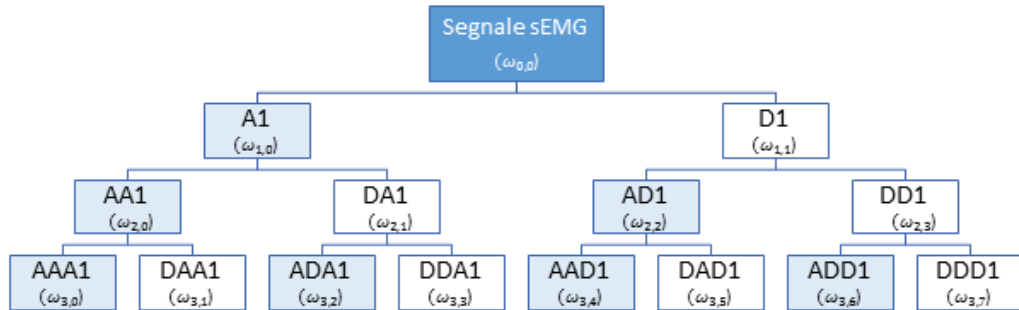 Segnale sEMG
(ω0,0)
A1
(ω1,0)
D1
(ω1,1)
AA1
(ω2,0)
DA1
(ω2,1)
AD1
(ω2,2)
DD1
(ω2,3)
AAA1
(ω3,0)
DAA1
(ω3,1)
ADA1
(ω3,2)
DDA1
(ω3,3)
AAD1
(ω3,4)
DAD1
(ω3,5)
ADD1
(ω3,6)
DDD1
(ω3,7)